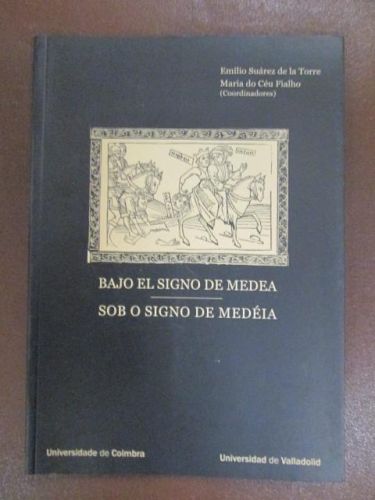 Emilio Suárez de la Torre
Maria do Céu Fialho
(Coordinadores)
BAJO EL SIGNO DE MEDEA
SOB O SIGNO DE MEDÉIA
Universidade de Coimbra
Universidad de Valladolid